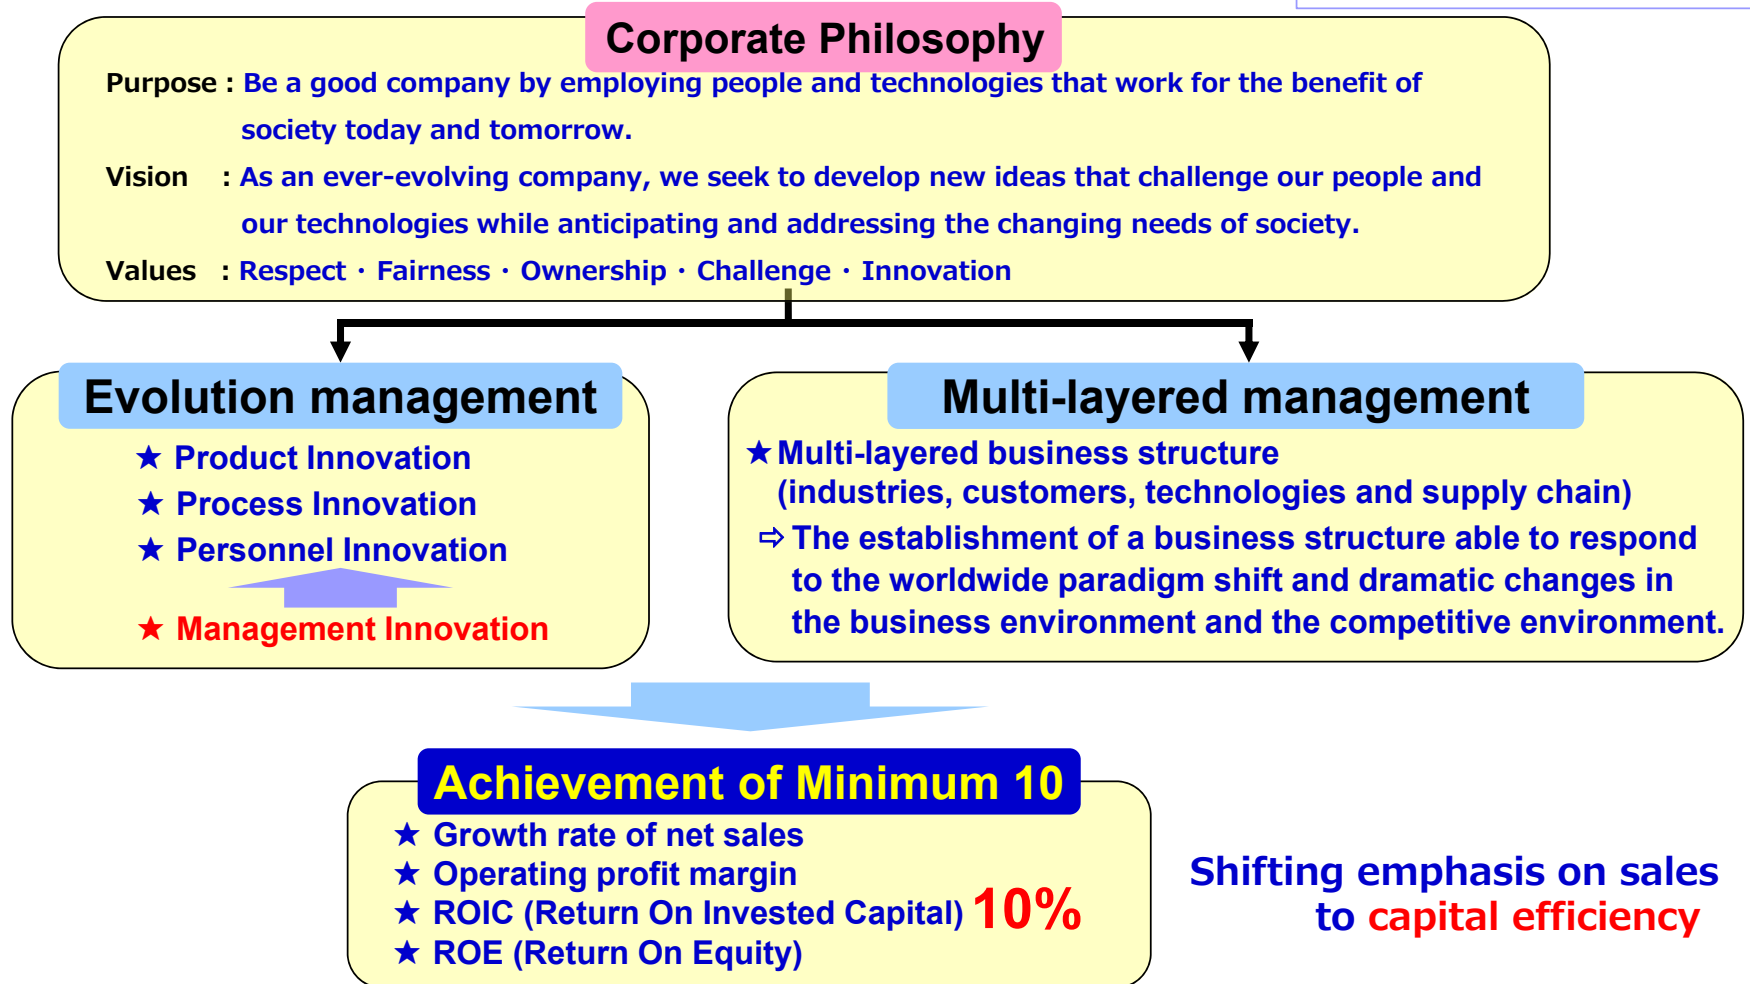 Corporate Philosophy
Purpose : Be a good company by employing people and technologies that work for the benefit of
society today and tomorrow.
Vision : As an ever-evolving company, we seek to develop new ideas that challenge our people and
our technologies while anticipating and addressing the changing needs of society.
Values : Respect・Fairness・Ownership・Challenge・Innovation
Evolution management
★ Product Innovation
★ Process Innovation
★ Personnel Innovation
★ Management Innovation
Multi-layered management
★ Multi-layered business structure
(industries, customers, technologies and supply chain)
⇨ The establishment of a business structure able to respond
to the worldwide paradigm shift and dramatic changes in
the business environment and the competitive environment.
Achievement of Minimum 10
★ Growth rate of net sales
★ Operating profit margin
★ ROIC (Return On Invested Capital) 10%
★ ROE (Return On Equity)
Shifting emphasis on sales
to capital efficiency